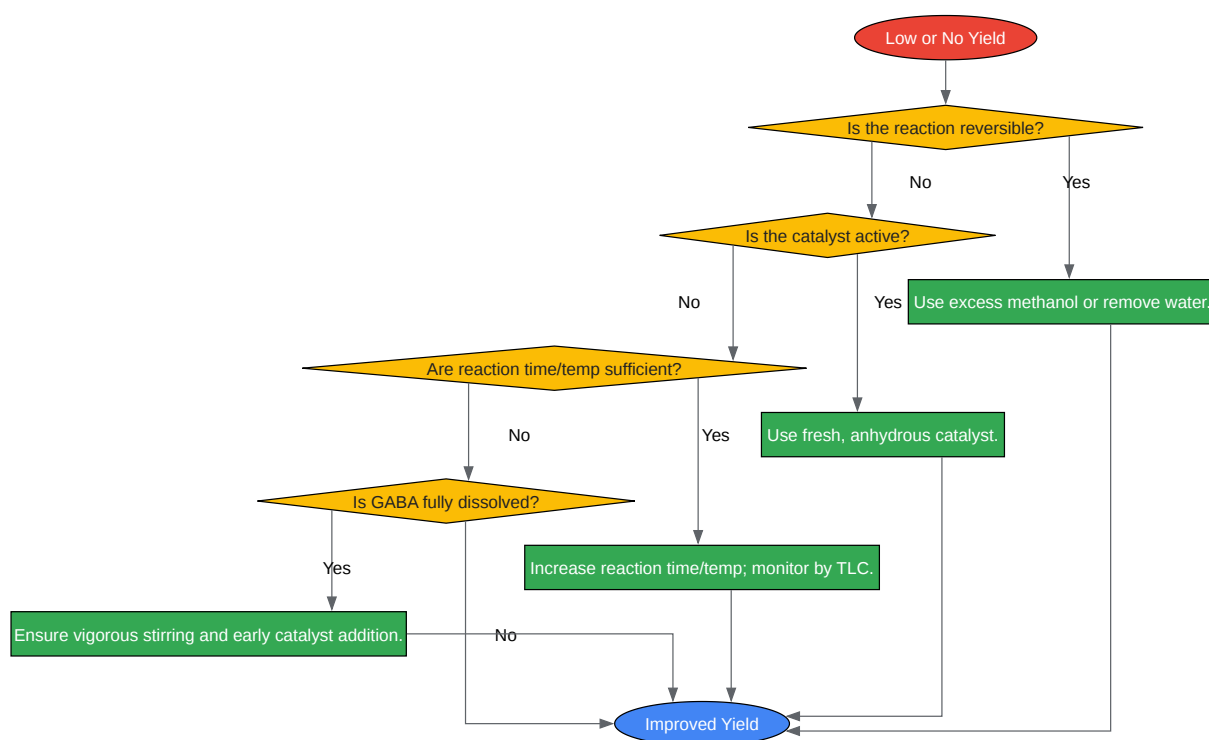 Low or No Yield
Is the reaction reversible?
No
Yes
Is the catalyst active?
No
Yes
Use excess methanol or remove water.
Are reaction time/temp sufficient?
No
Yes
Use fresh, anhydrous catalyst.
Is GABA fully dissolved?
Yes
Increase reaction time/temp; monitor by TLC.
Ensure vigorous stirring and early catalyst addition.
No
Improved Yield